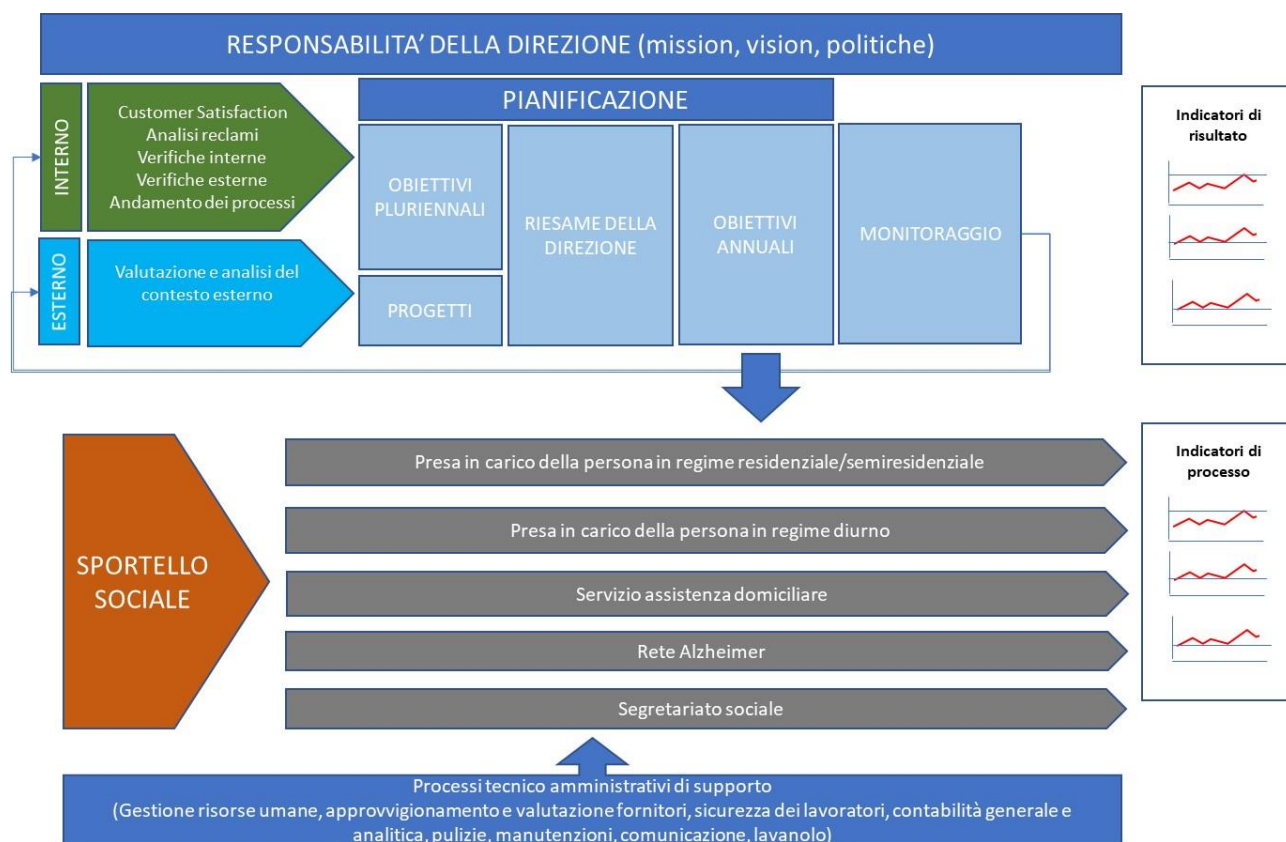 RESPONSABILITA' DELLA DIREZIONE (mission, vision, politiche)
INTERNO
Customer Satisfaction
Analisi reclami
Verifiche interne
Verifiche esterne
Andamento dei processi
ESTERNO
Valutazione e analisi del
contesto esterno
PIANIFICAZIONE
OBIETTIVI
PLURIENNALI
PROGETTI
RIESAME DELLA
DIREZIONE
OBIETTIVI
ANNUALI
MONITORAGGIO
Indicatori di
risultato
SPORTELLO
SOCIALE
Presa in carico della persona in regime residenziale/semiresidenziale
Presa in carico della persona in regime diurno
Servizio assistenza domiciliare
Rete Alzheimer
Segretariato sociale
Indicatori di
processo
Processi tecnico amministrativi di supporto
(Gestione risorse umane, approvvigionamento e valutazione fornitori, sicurezza dei lavoratori, contabilità generale e
analitica, pulizie, manutenzioni, comunicazione, lavanolo)